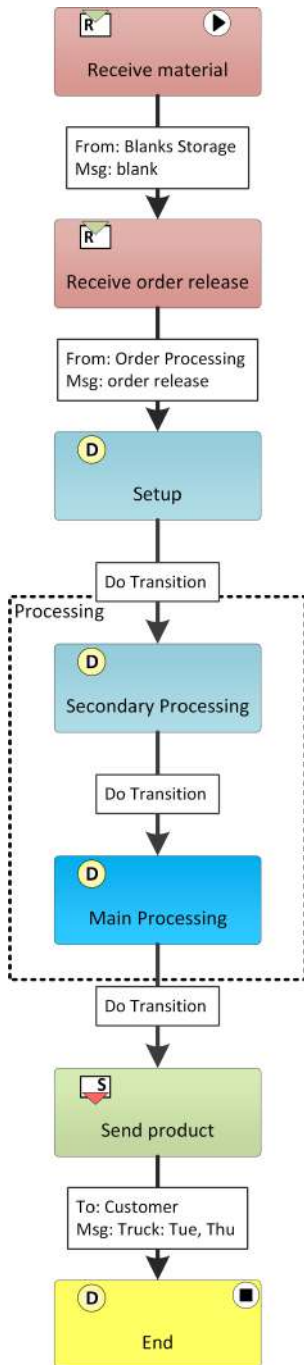 R
Receive material
From: Blanks Storage
Msg: blank
R
Receive order release
From: Order Processing
Msg: order release
D
Setup
Do Transition
Processing
D
Secondary Processing
Do Transition
D
Main Processing
Do Transition
S
Send product
To: Customer
Msg: Truck: Tue, Thu
D
End